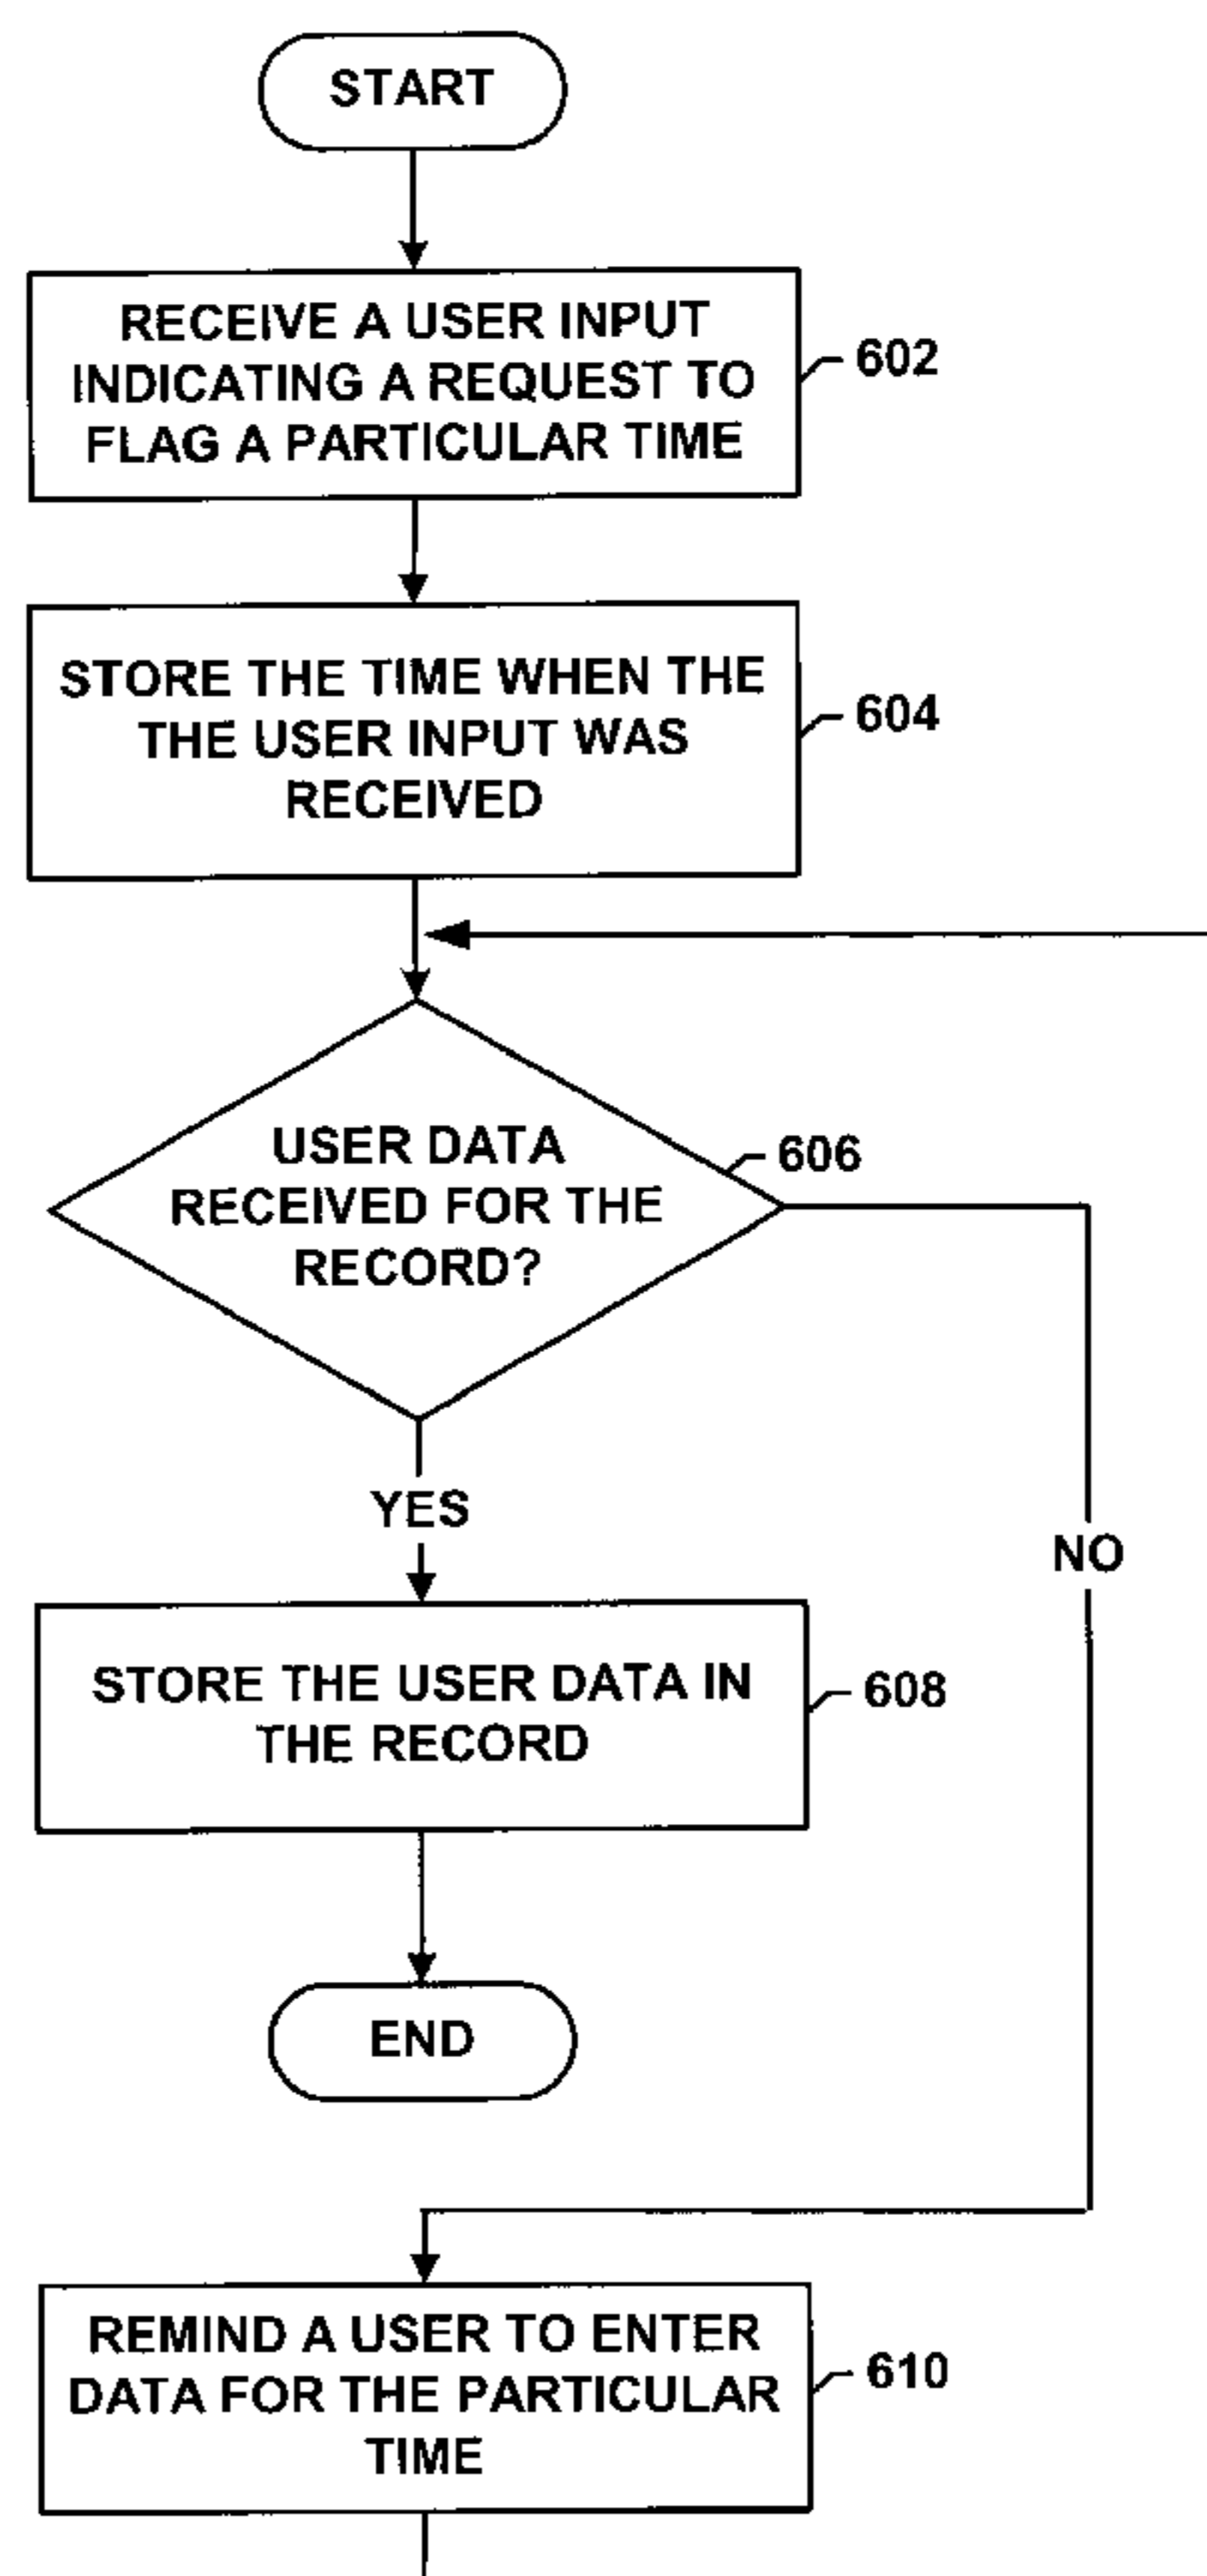 START
RECEIVE A USER INPUT
INDICATING A REQUEST TO
FLAG A PARTICULAR TIME
602
STORE THE TIME WHEN THE
THE USER INPUT WAS
RECEIVED
604
USER DATA
RECEIVED FOR THE
RECORD?
606
YES
NO
STORE THE USER DATA IN
THE RECORD
608
END
REMIND A USER TO ENTER
DATA FOR THE PARTICULAR
TIME
610